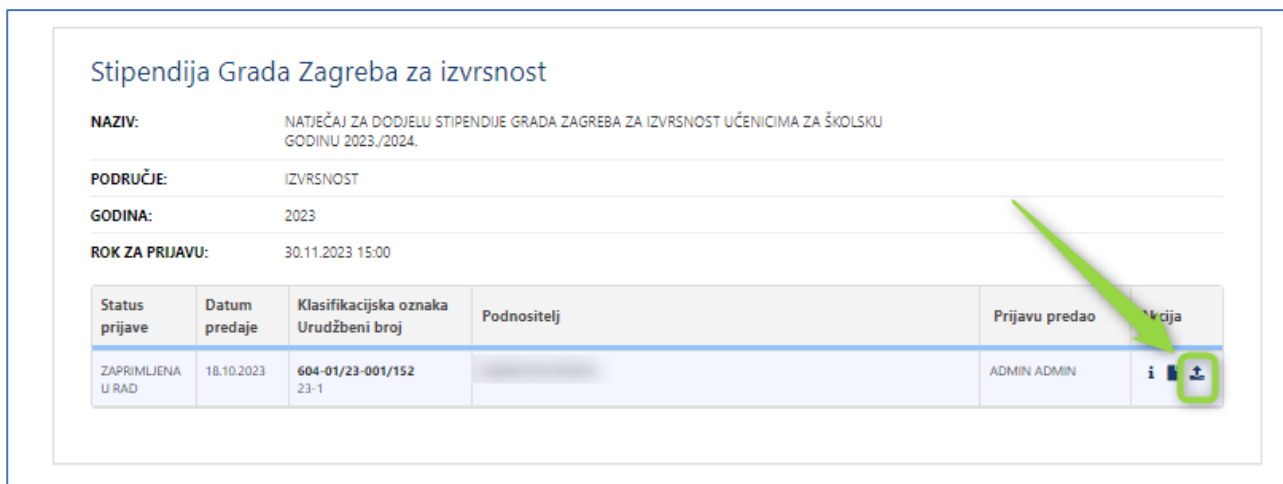 Stipendija Grada Zagreba za izvrsnost
NAZIV: NATJEČAJ ZA DODJELU STIPENDIJE GRADA ZAGREBA ZA IZVRSNOST UČENICIMA ZA ŠKOLSKU
GODINU 2023./2024.
PODRUČJE: IZVRSNOST
GODINA: 2023
ROK ZA PRIJAVU: 30.11.2023 15:00
Status prijave
Datum predaje
Klasifikacijska oznaka
Urudžbeni broj
Podnositelj
Prijavu predao
Akcija
ZAPRIMLJENA
U RAD
18.10.2023
604-01/23-001/152
23-1
ADMIN ADMIN